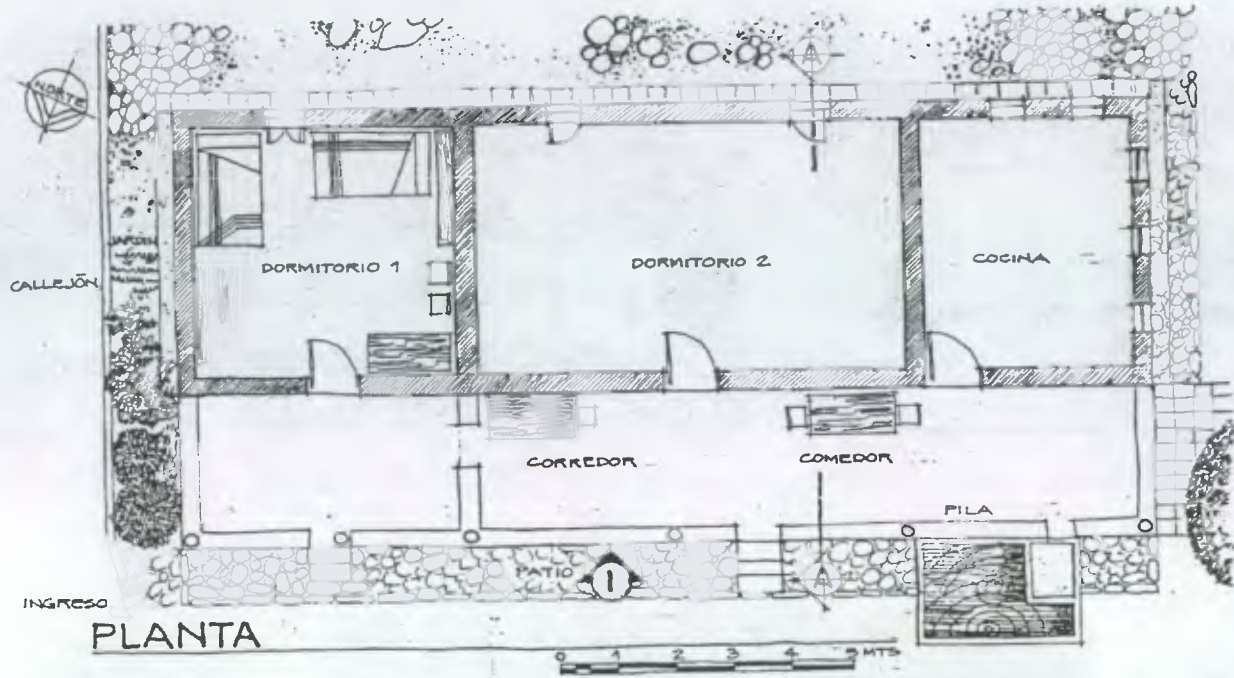 A
NORTE
DORMITORIO 1
DORMITORIO 2
COCINA
CALLEJÓN
JARDIN
CORREDOR
COMEDOR
PILA
PATIO
1
A
INGRESO
PLANTA
0 1 2 3 4 5 MTS